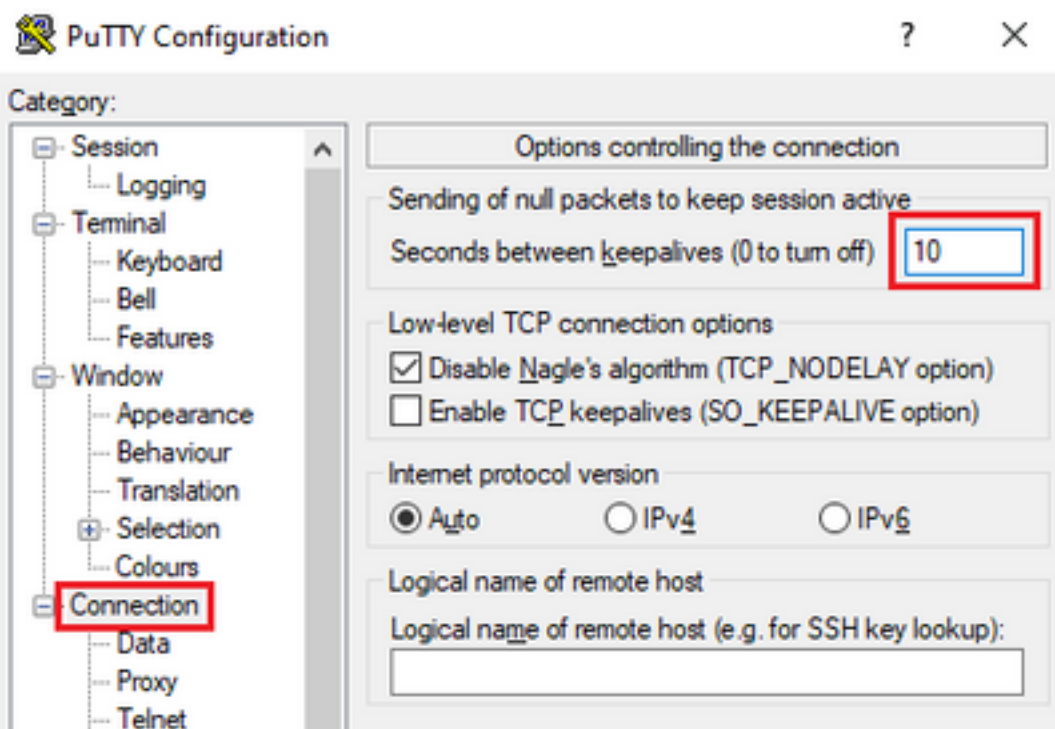 PuTTY Configuration
?
Category:
Session
Logging
Terminal
Keyboard
Bell
Features
Window
Appearance
Behaviour
Translation
Selection
Colours
Connection
Data
Proxy
Telnet
Options controlling the connection
Sending of null packets to keep session active
Seconds between keepalives (0 to turn off) 10
Low-level TCP connection options
Disable Nagle's algorithm (TCP_NODELAY option)
Enable TCP keepalives (SO_KEEPALIVE option)
Internet protocol version
Auto IPv4 IPv6
Logical name of remote host
Logical name of remote host (e.g. for SSH key lookup):